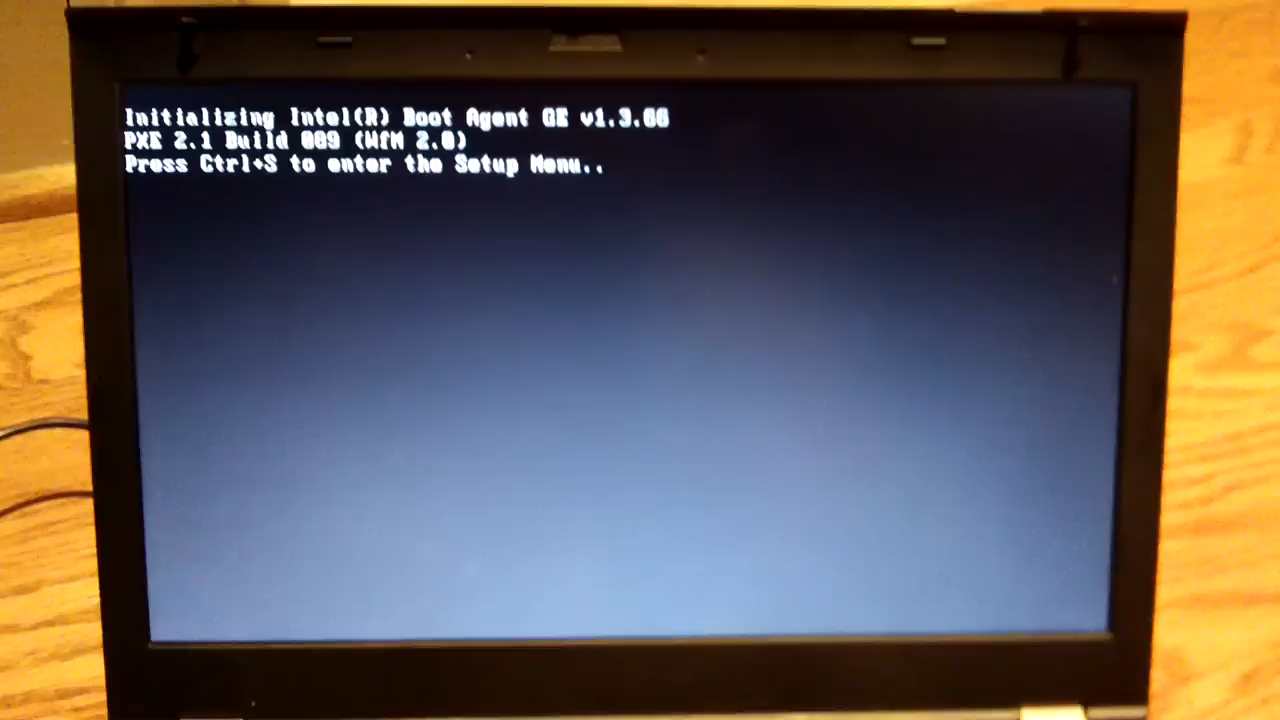 Initializing Intel(R) Boot Agent GE v1.3.66
PXE 2.1 Build 089 (WfM 2.0)
Press Ctrl+S to enter the Setup Menu..